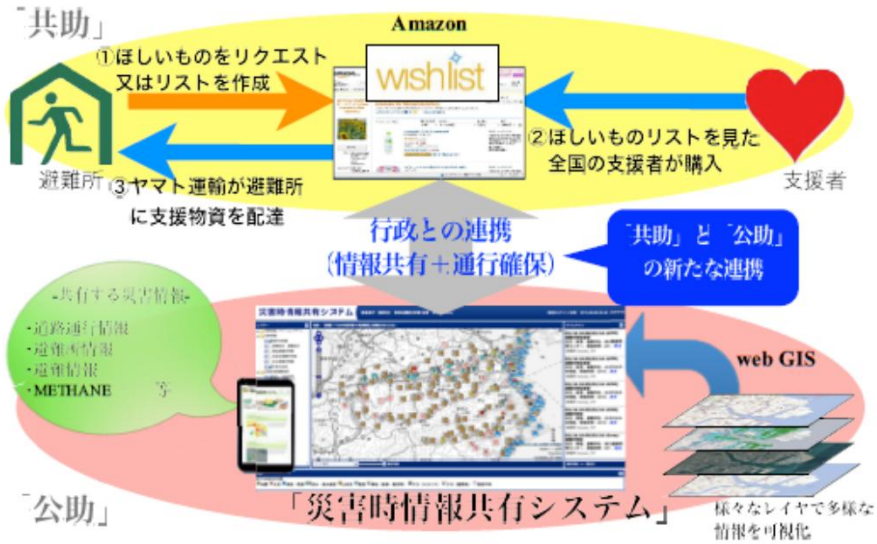 「共助」
Amazon
①ほしいものをリクエスト
又はリストを作成
wishlist
②ほしいものリストを見た
全国の支援者が購入
避難所
③ヤマト運輸が避難所
に支援物資を配達
支援者
行政との連携
(情報共有＋通行確保)
「共助」と「公助」
の新たな連携
-共有する災害情報-
・道路通行情報
・避難所情報
・避難情報
・METHANE 等
災害時情報共有システム
web GIS
「公助」
「災害時情報共有システム」
様々なレイヤで多様な
情報を可視化